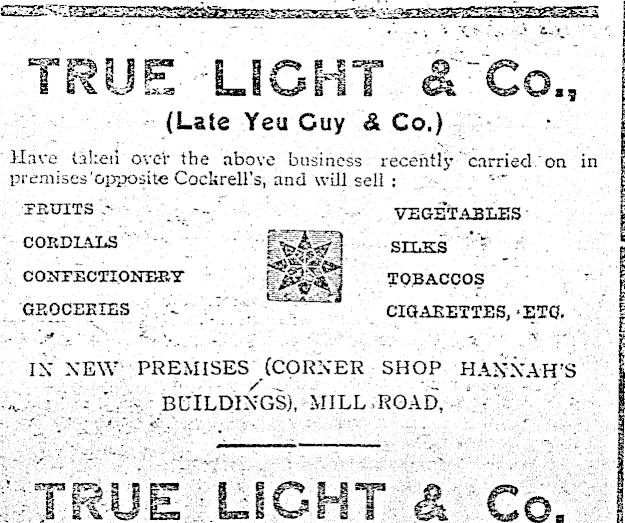 TRUE LIGHT & Co.,
(Late Yeu Guy & Co.)
Have taken over the above business recently carried on in
premises opposite Cockrell's, and will sell :
FRUITS
CORDIALS
CONFECTIONERY
GROCERIES
VEGETABLES
SILKS
TOBACCOS
CIGARETTES, ETC.
IN NEW PREMISES (CORNER SHOP HANNAH'S
BUILDINGS), MILL ROAD,
TRUE LIGHT & Co.